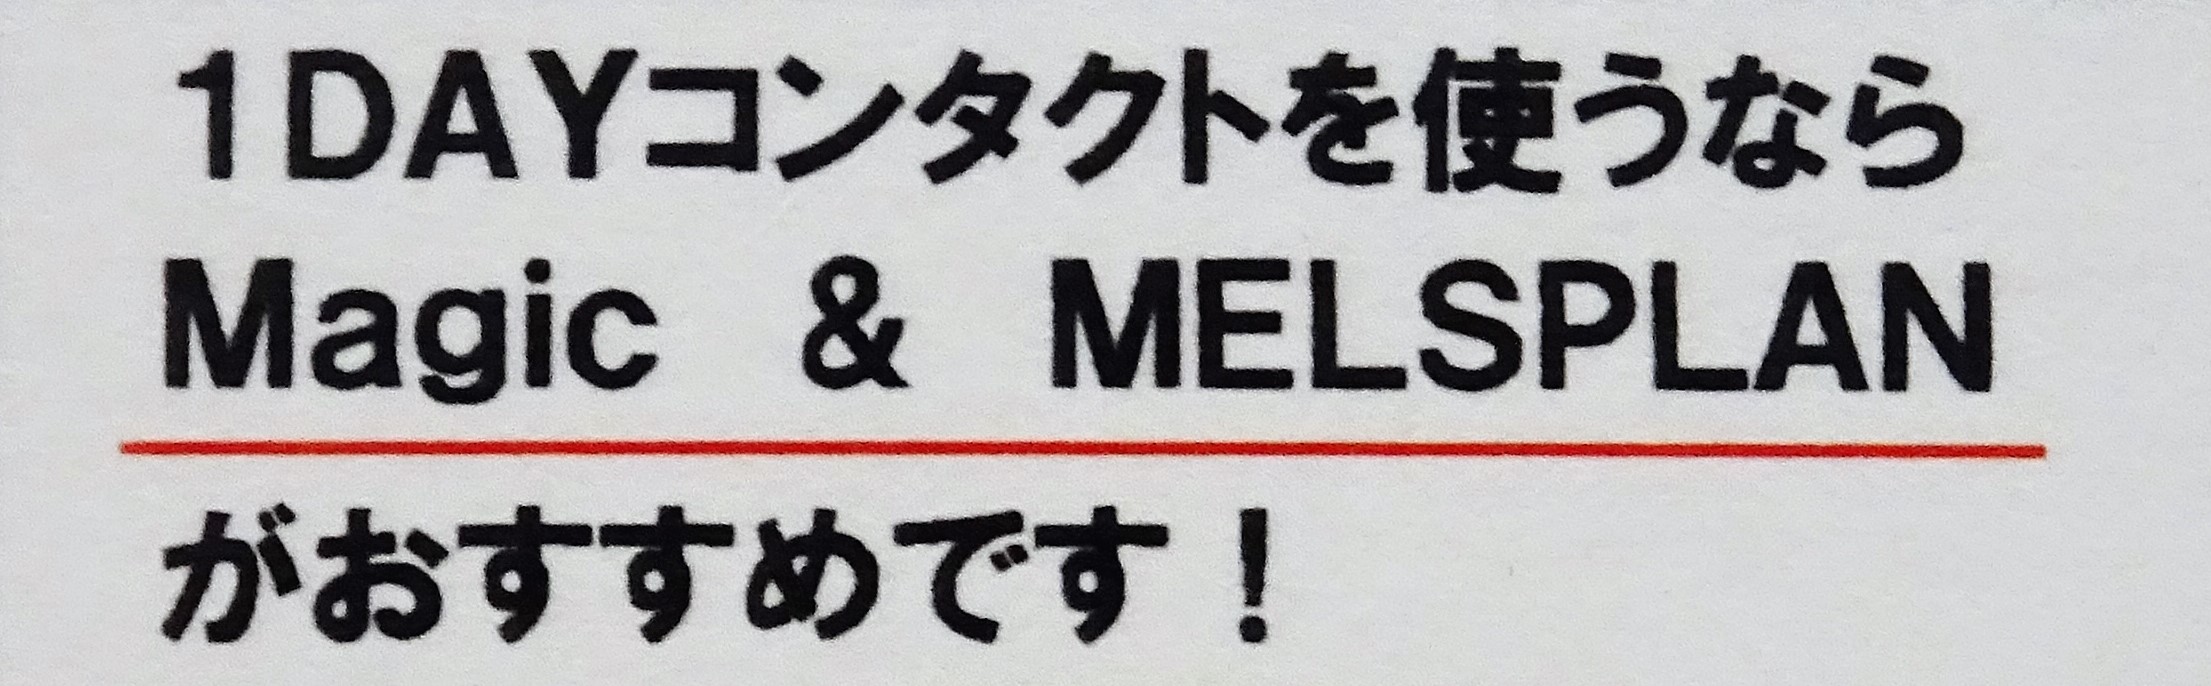 1DAYコンタクトを使うなら
Magic & MELSPLAN
がおすすめです！